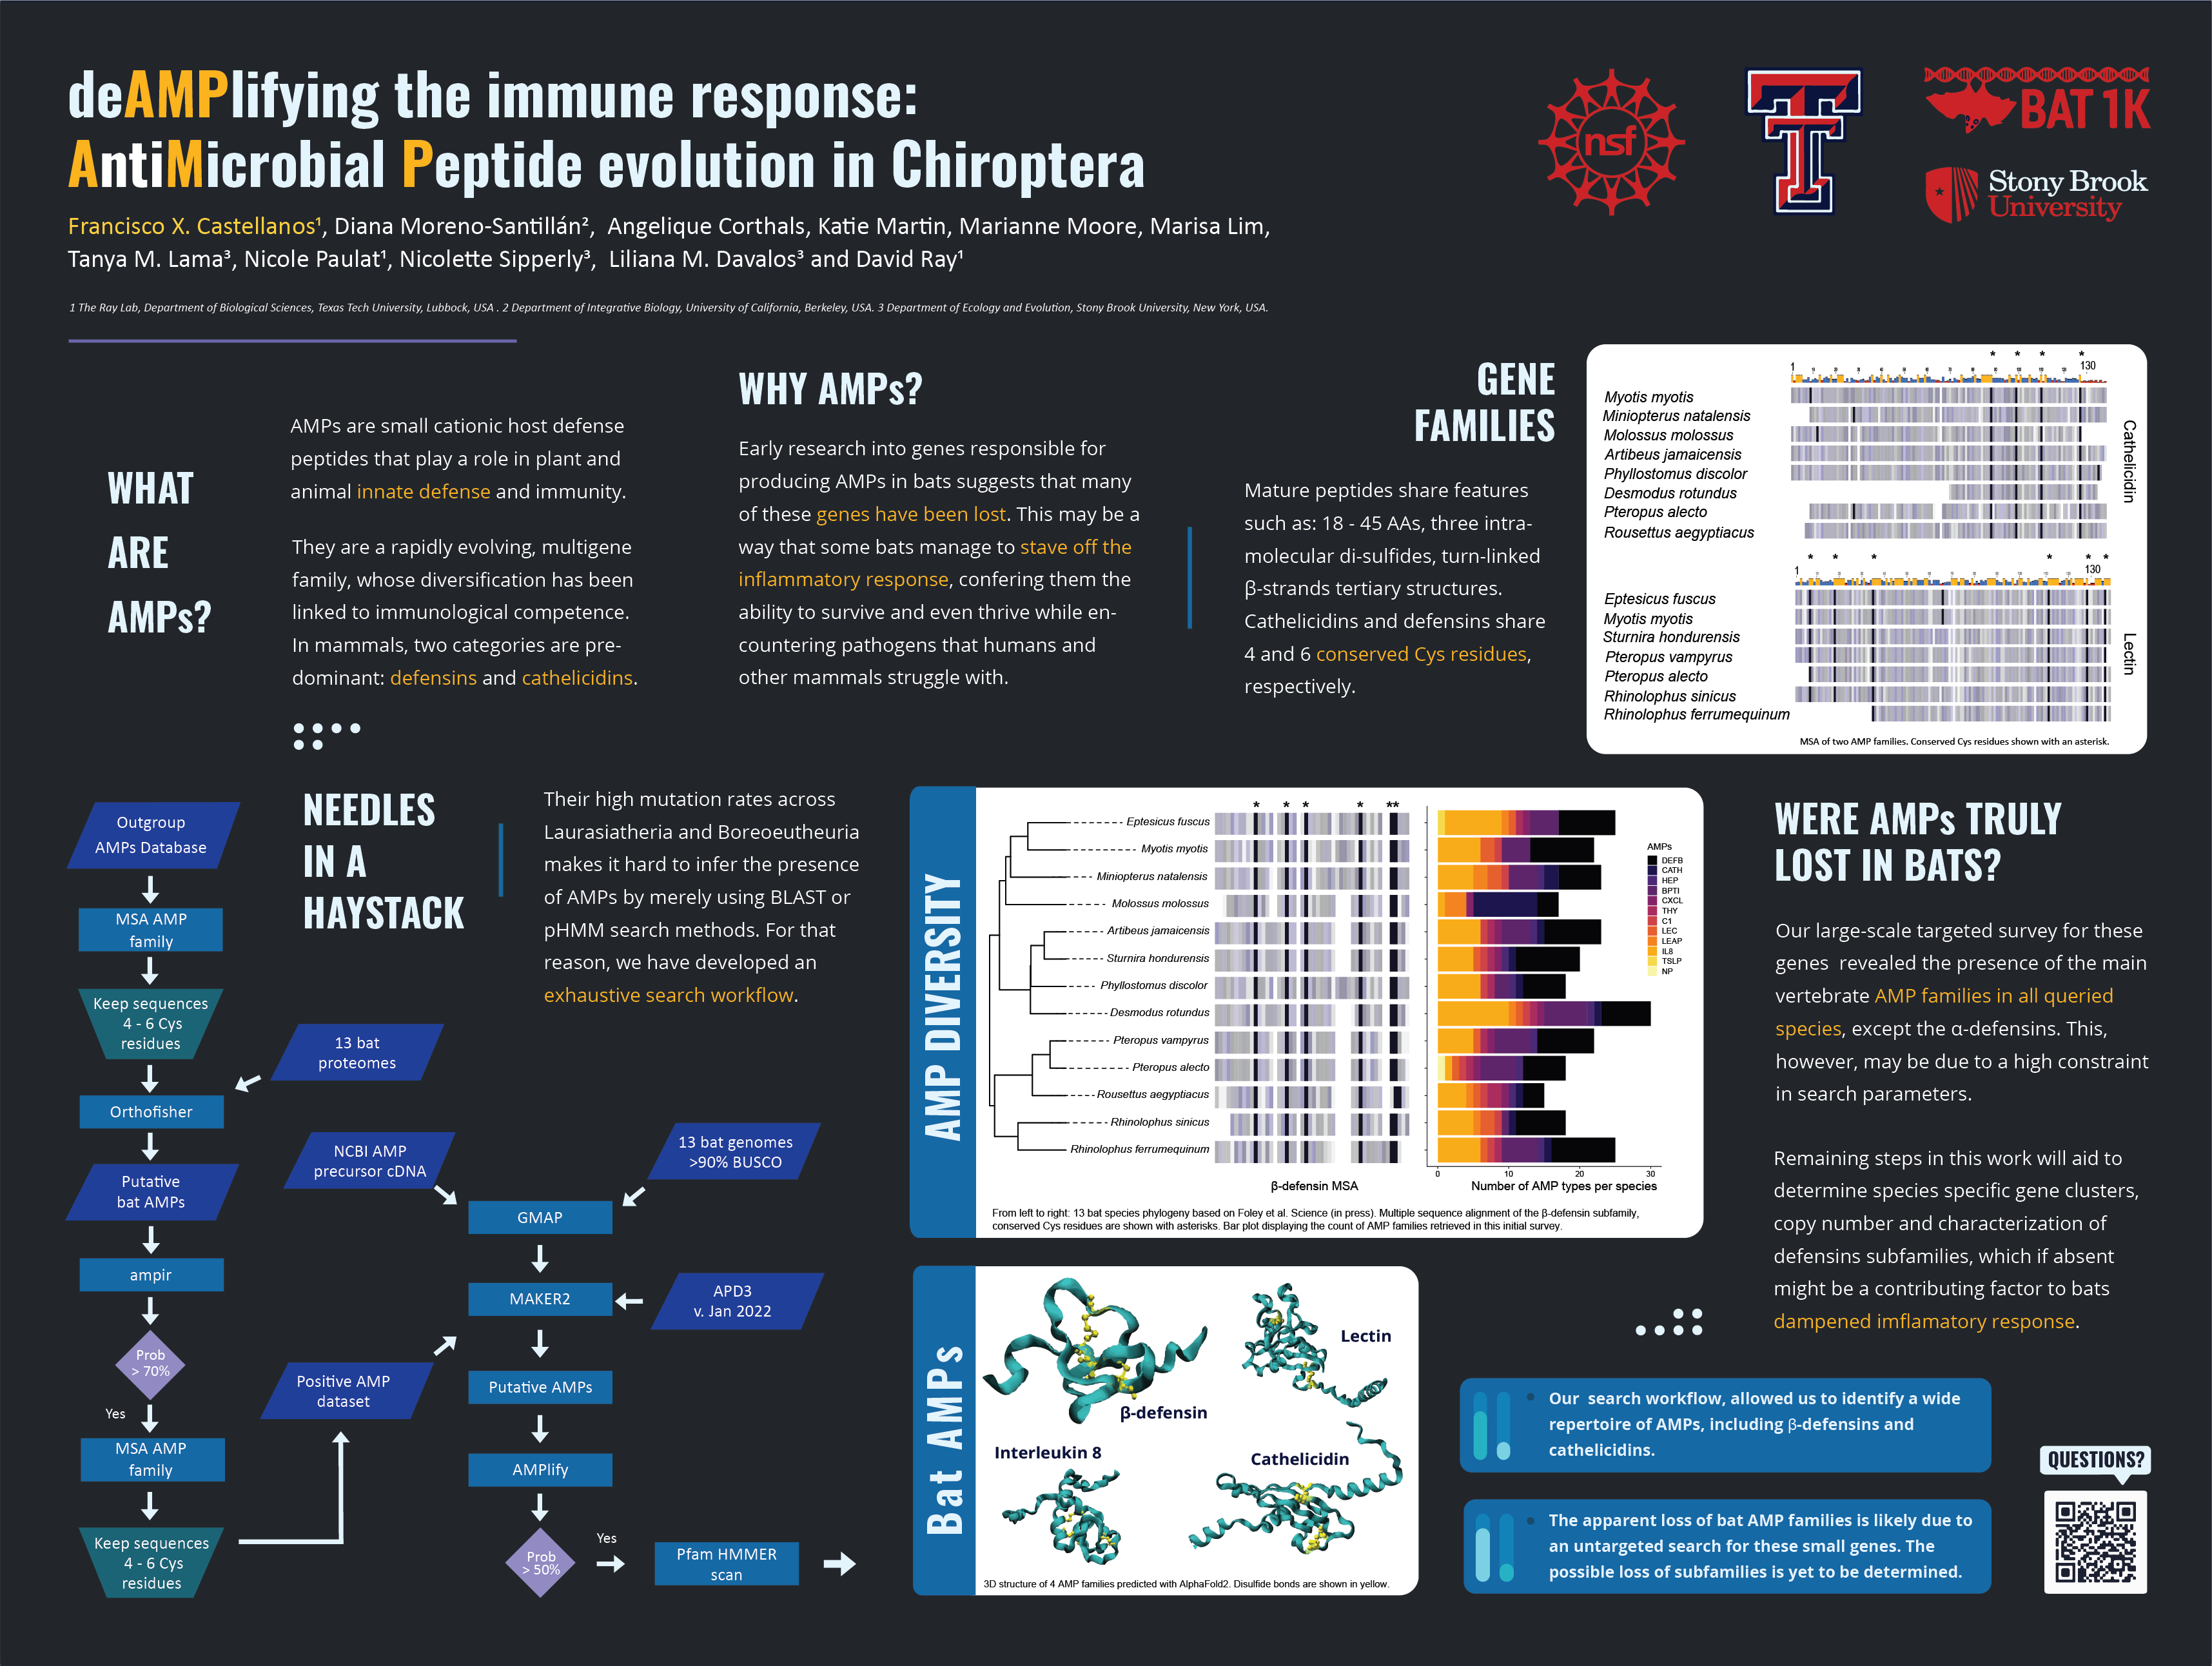 deAMPlifying the immune response:
AntiMicrobial Peptide evolution in Chiroptera
Francisco X. Castellanos¹, Diana Moreno-Santillán², Angelique Corthals, Katie Martin, Marianne Moore, Marisa Lim,
Tanya M. Lama³, Nicole Paulat¹, Nicolette Sipperly³, Liliana M. Davalos³ and David Ray¹
1 The Ray Lab, Department of Biological Sciences, Texas Tech University, Lubbock, USA . 2 Department of Integrative Biology, University of California, Berkeley, USA. 3 Department of Ecology and Evolution, Stony Brook University, New York, USA.
nsf
T
BAT 1K
Stony Brook
University
WHAT
ARE
AMPs?
AMPs are small cationic host defense
peptides that play a role in plant and
animal innate defense and immunity.
They are a rapidly evolving, multigene
family, whose diversification has been
linked to immunological competence.
In mammals, two categories are pre-
dominant: defensins and cathelicidins.
WHY AMPs?
Early research into genes responsible for
producing AMPs in bats suggests that many
of these genes have been lost. This may be a
way that some bats manage to stave off the
inflammatory response, confering them the
ability to survive and even thrive while en-
countering pathogens that humans and
other mammals struggle with.
GENE
FAMILIES
Mature peptides share features
such as: 18 - 45 AAs, three intra-
molecular di-sulfides, turn-linked
β-strands tertiary structures.
Cathelicidins and defensins share
4 and 6 conserved Cys residues,
respectively.
* * * *
1 130
Myotis myotis
Miniopterus natalensis
Molossus molossus
Artibeus jamaicensis
Phyllostomus discolor
Desmodus rotundus
Pteropus alecto
Rousettus aegyptiacus
Cathelicidin
* * * * * *
1 130
Eptesicus fuscus
Myotis myotis
Sturnira hondurensis
Pteropus vampyrus
Pteropus alecto
Rhinolophus sinicus
Rhinolophus ferrumequinum
Lectin
MSA of two AMP families. Conserved Cys residues shown with an asterisk.
NEEDLES
IN A
HAYSTACK
Their high mutation rates across
Laurasiatheria and Boreoeutheuria
makes it hard to infer the presence
of AMPs by merely using BLAST or
pHMM search methods. For that
reason, we have developed an
exhaustive search workflow.
Outgroup
AMPs Database
MSA AMP
family
Keep sequences
4 - 6 Cys
residues
13 bat
proteomes
Orthofisher
Putative
bat AMPs
ampir
Prob
> 70%
Yes
MSA AMP
family
Keep sequences
4 - 6 Cys
residues
Positive AMP
dataset
NCBI AMP
precursor cDNA
13 bat genomes
>90% BUSCO
GMAP
MAKER2
APD3
v. Jan 2022
Putative AMPs
AMPlify
Prob
> 50%
Yes
Pfam HMMER
scan
AMP DIVERSITY
* * * * **
Eptesicus fuscus
Myotis myotis
Miniopterus natalensis
Molossus molossus
Artibeus jamaicensis
Sturnira hondurensis
Phyllostomus discolor
Desmodus rotundus
Pteropus vampyrus
Pteropus alecto
Rousettus aegyptiacus
Rhinolophus sinicus
Rhinolophus ferrumequinum
β-defensin MSA
AMPs
DEFB
CATH
HEP
BPTI
CXCL
THY
C1
LEC
LEAP
IL8
TSLP
NP
0 10 20 30
Number of AMP types per species
From left to right: 13 bat species phylogeny based on Foley et al. Science (in press). Multiple sequence alignment of the β-defensin subfamily,
conserved Cys residues are shown with asterisks. Bar plot displaying the count of AMP families retrieved in this initial survey.
Bat AMPs
β-defensin
Lectin
Interleukin 8
Cathelicidin
3D structure of 4 AMP families predicted with AlphaFold2. Disulfide bonds are shown in yellow.
WERE AMPs TRULY
LOST IN BATS?
Our large-scale targeted survey for these
genes revealed the presence of the main
vertebrate AMP families in all queried
species, except the α-defensins. This,
however, may be due to a high constraint
in search parameters.
Remaining steps in this work will aid to
determine species specific gene clusters,
copy number and characterization of
defensins subfamilies, which if absent
might be a contributing factor to bats
dampened imflamatory response.
• Our search workflow, allowed us to identify a wide
repertoire of AMPs, including β-defensins and
cathelicidins.
• The apparent loss of bat AMP families is likely due to
an untargeted search for these small genes. The
possible loss of subfamilies is yet to be determined.
QUESTIONS?